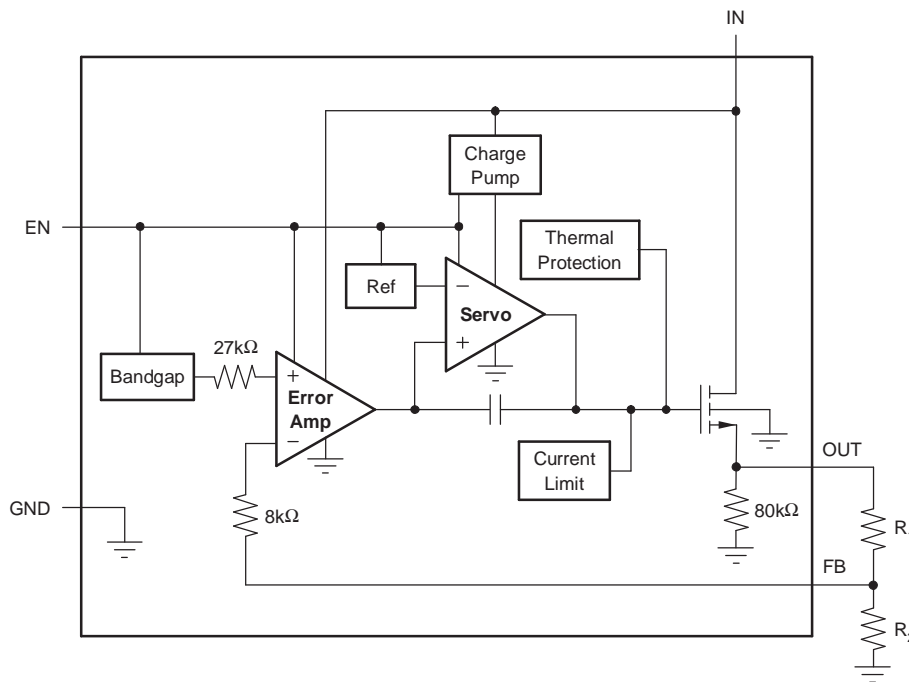 IN
Charge
Pump
EN
Thermal
Protection
Ref
−
Servo
+
27kΩ
Bandgap
+
Error
Amp
−
OUT
Current
Limit
GND
8kΩ
80kΩ
R
FB
R